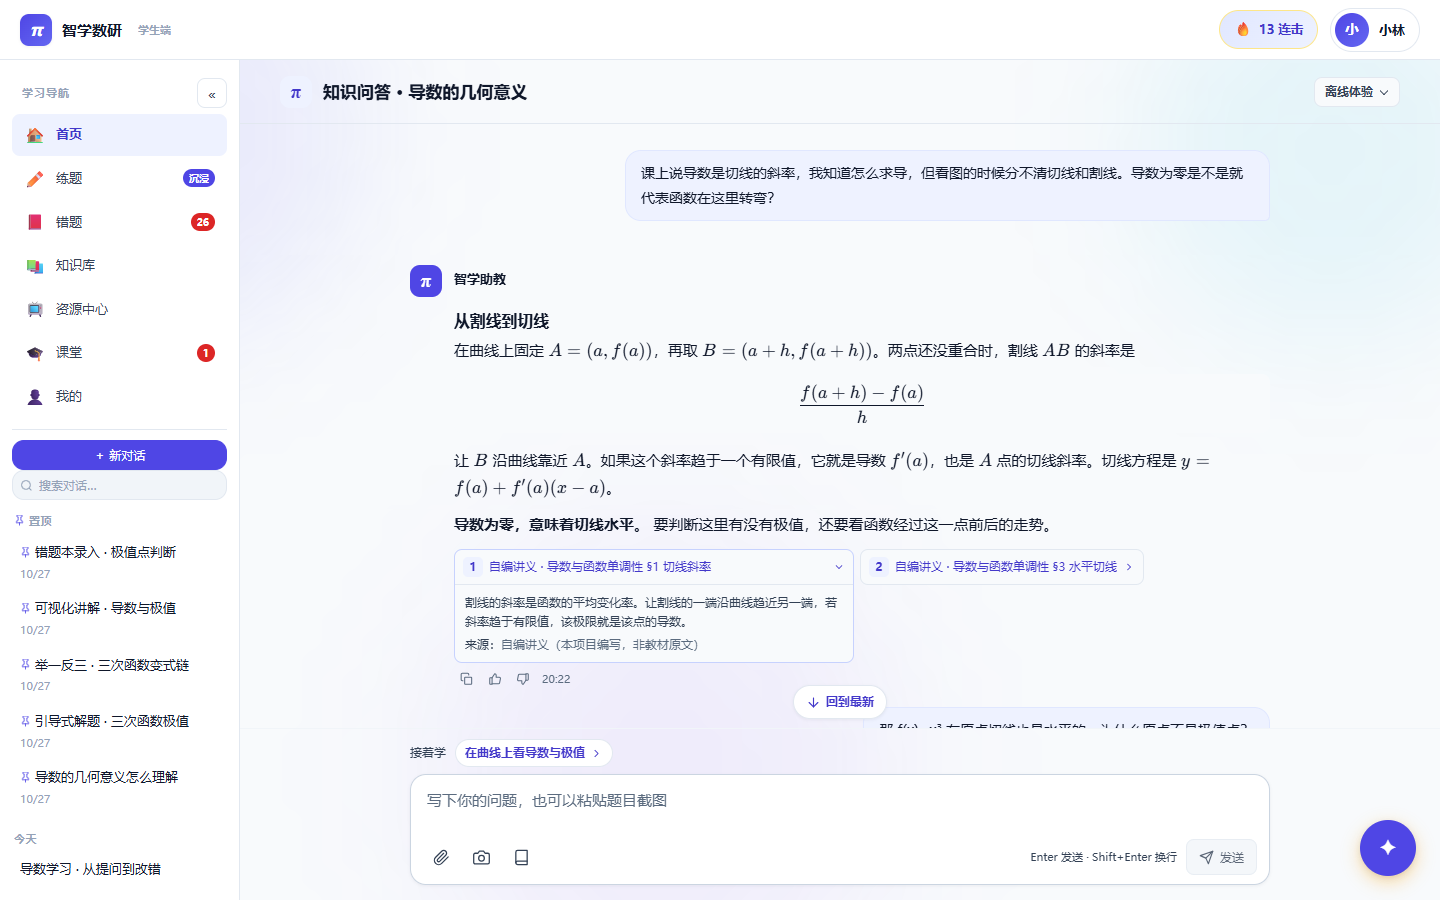 π 智学数研 学生端
13 连击
小 小林
学习导航 «
首页
练题 沉浸
错题 26
知识库
资源中心
课堂 1
我的
+ 新对话
搜索对话...
置顶
错题本录入 · 极值点判断
10/27
可视化讲解 · 导数与极值
10/27
举一反三 · 三次函数变式链
10/27
引导式解题 · 三次函数极值
10/27
导数的几何意义怎么理解
10/27
今天
导数学习 · 从提问到改错
π 知识问答 • 导数的几何意义
离线体验
课上说导数是切线的斜率，我知道怎么求导，但看图的时候分不清切线和割线。导数为零是不是就
代表函数在这里转弯？
π 智学助教
从割线到切线
在曲线上固定 A = (a, f(a))，再取 B = (a + h, f(a + h))。两点还没重合时，割线 AB 的斜率是
f(a + h) − f(a)
h
让 B 沿曲线靠近 A。如果这个斜率趋于一个有限值，它就是导数 f′(a)，也是 A 点的切线斜率。切线方程是 y =
f(a) + f′(a)(x − a)。
导数为零，意味着切线水平。 要判断这里有没有极值，还要看函数经过这一点前后的走势。
1 自编讲义 · 导数与函数单调性 §1 切线斜率
2 自编讲义 · 导数与函数单调性 §3 水平切线
割线的斜率是函数的平均变化率。让割线的一端沿曲线趋近另一端，若
斜率趋于有限值，该极限就是该点的导数。
来源：自编讲义（本项目编写，非教材原文）
20:22
回到最新
接着学 在曲线上看导数与极值
写下你的问题，也可以粘贴题目截图
Enter 发送 · Shift+Enter 换行
发送